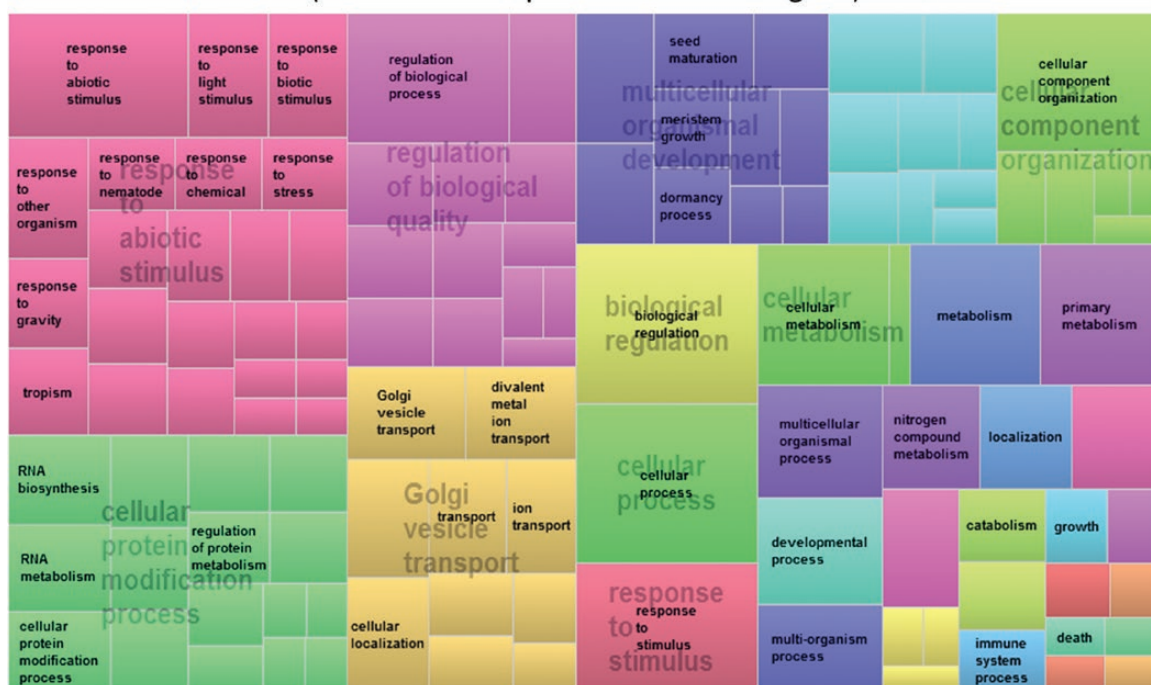 response
to
abiotic
stimulus
response
to
light
stimulus
response
to
biotic
stimulus
response
to
other
organism
response
to
nematode
response
to
chemical
response
to
stress
response
to
abiotic
stimulus
response
to
gravity
tropism
regulation
of biological
process
regulation
of biological
quality
seed
maturation
multicellular
organismal
development
meristem
growth
dormancy
process
cellular
component
organization
cellular
component
organization
biological
regulation
biological
regulation
cellular
metabolism
cellular
metabolism
metabolism
primary
metabolism
Golgi
vesicle
transport
divalent
metal
ion
transport
Golgi
vesicle
transport
transport
ion
transport
cellular
localization
cellular
process
cellular
process
multicellular
organismal
process
nitrogen
compound
metabolism
localization
RNA
biosynthesis
cellular
protein
modification
process
RNA
metabolism
regulation
of protein
metabolism
cellular
protein
modification
process
response
to
stimulus
response
to
stimulus
developmental
process
catabolism
growth
multi-organism
process
immune
system
process
death